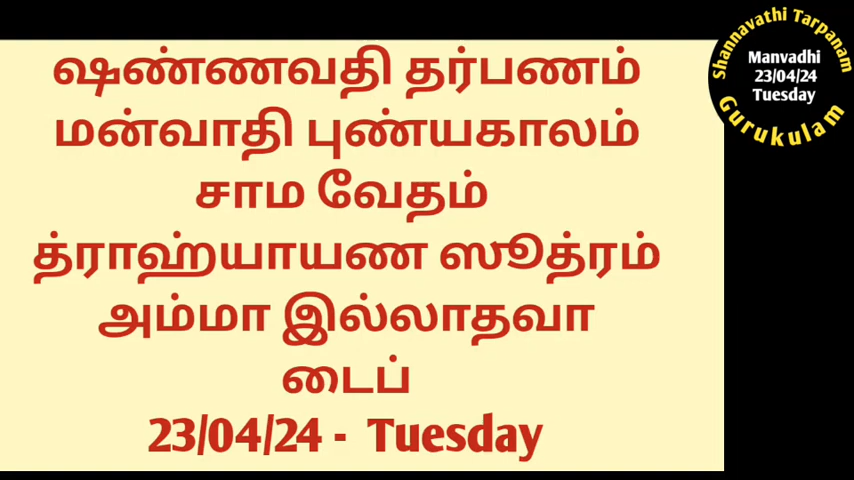 ஷண்ணவதி தர்பணம்
மன்வாதி புண்யகாலம்
சாம வேதம்
த்ராஹ்யாயண ஸூத்ரம்
அம்மா இல்லாதவா
டைப்
23/04/24 - Tuesday
Shannavathi Tarpanam
Manvadhi
23/04/24
Tuesday
Gurukulam